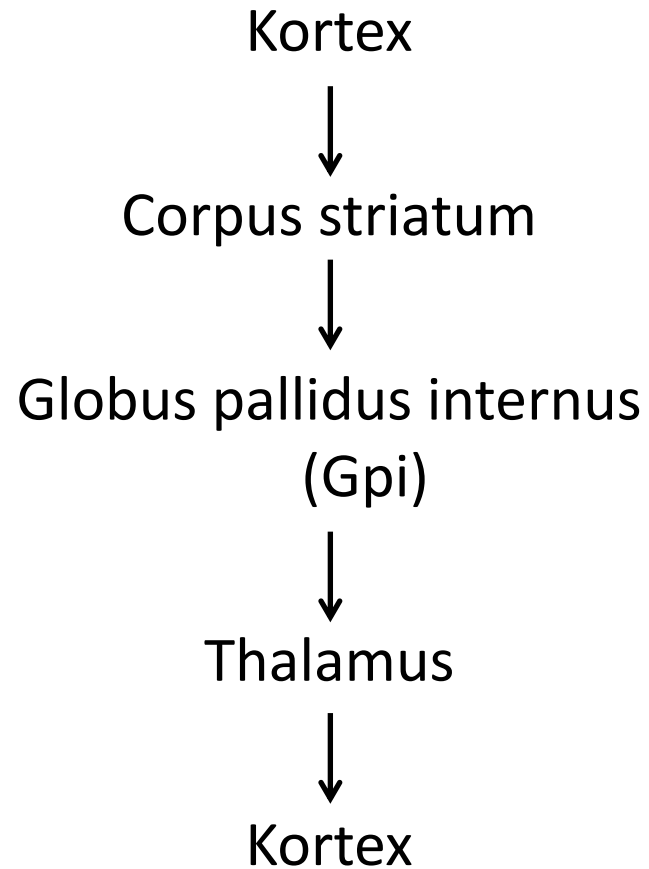 Kortex
Corpus striatum
Globus pallidus internus
(Gpi)
Thalamus
Kortex